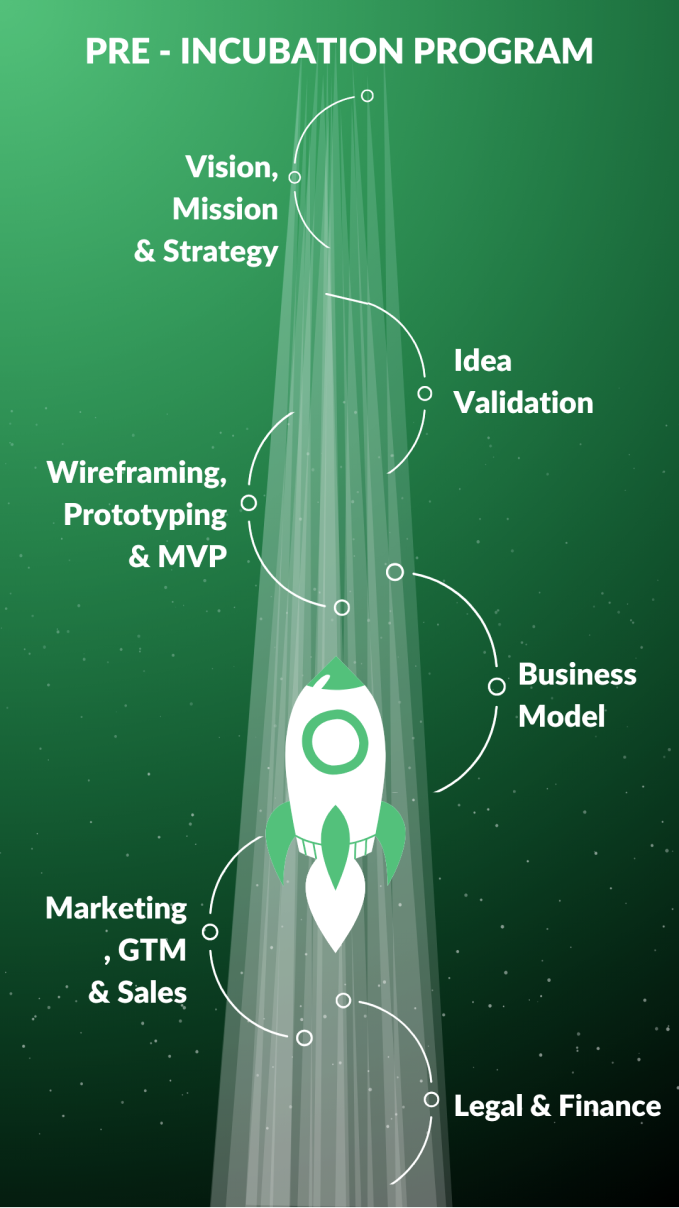 PRE - INCUBATION PROGRAM
Vision,
Mission
& Strategy
Idea
Validation
Wireframing,
Prototyping
& MVP
Business
Model
Marketing
, GTM
& Sales
Legal & Finance